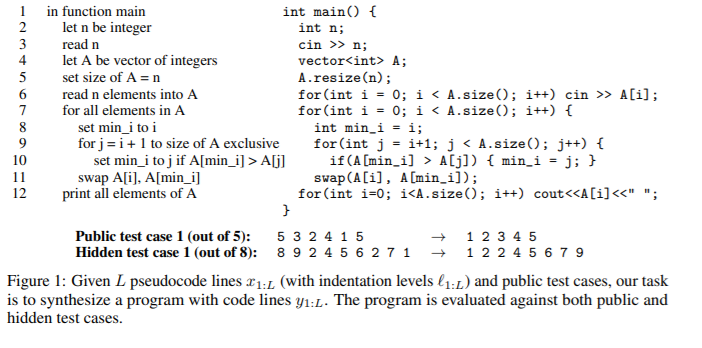 1 in function main int main() {
2 let n be integer int n;
3 read n cin >> n;
4 let A be vector of integers vector<int> A;
5 set size of A = n A.resize(n);
6 read n elements into A for(int i = 0; i < A.size(); i++) cin >> A[i];
7 for all elements in A for(int i = 0; i < A.size(); i++) {
8 set min_i to i int min_i = i;
9 for j = i + 1 to size of A exclusive for(int j = i+1; j < A.size(); j++) {
10 set min_i to j if A[min_i] > A[j] if(A[min_i] > A[j]) { min_i = j; }
11 swap A[i], A[min_i] swap(A[i], A[min_i]);
12 print all elements of A for(int i=0; i<A.size(); i++) cout<<A[i]<<" ";
}
Public test case 1 (out of 5): 5 3 2 4 1 5 → 1 2 3 4 5
Hidden test case 1 (out of 8): 8 9 2 4 5 6 2 7 1 → 1 2 2 4 5 6 7 9
Figure 1: Given L pseudocode lines x1:L (with indentation levels ℓ1:L) and public test cases, our task
is to synthesize a program with code lines y1:L. The program is evaluated against both public and
hidden test cases.